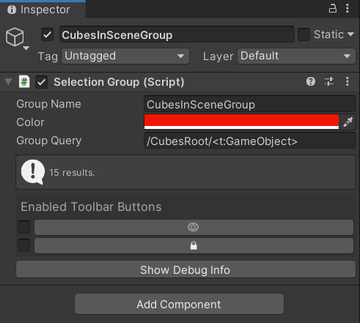 Inspector
CubesInSceneGroup Static
Tag Untagged Layer Default
Selection Group (Script)
Group Name CubesInSceneGroup
Color
Group Query /CubesRoot/<t:GameObject>
15 results.
Enabled Toolbar Buttons
Show Debug Info
Add Component